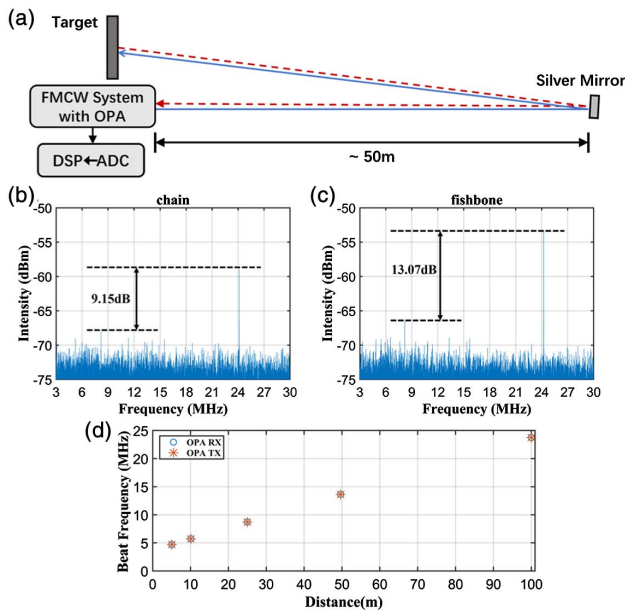 (a)
Target
Silver Mirror
FMCW System
with OPA
DSP←ADC
~ 50m
(b)
chain
-50
-55
-60
-65
-70
-75
Intensity (dBm)
9.15dB
3 6 9 12 15 18 21 24 27 30
Frequency (MHz)
(c)
fishbone
-50
-55
-60
-65
-70
-75
Intensity (dBm)
13.07dB
3 6 9 12 15 18 21 24 27 30
Frequency (MHz)
(d)
25
20
15
10
5
0
Beat Frequency (MHz)
OPA RX
OPA TX
0 10 20 30 40 50 60 70 80 90 100
Distance(m)